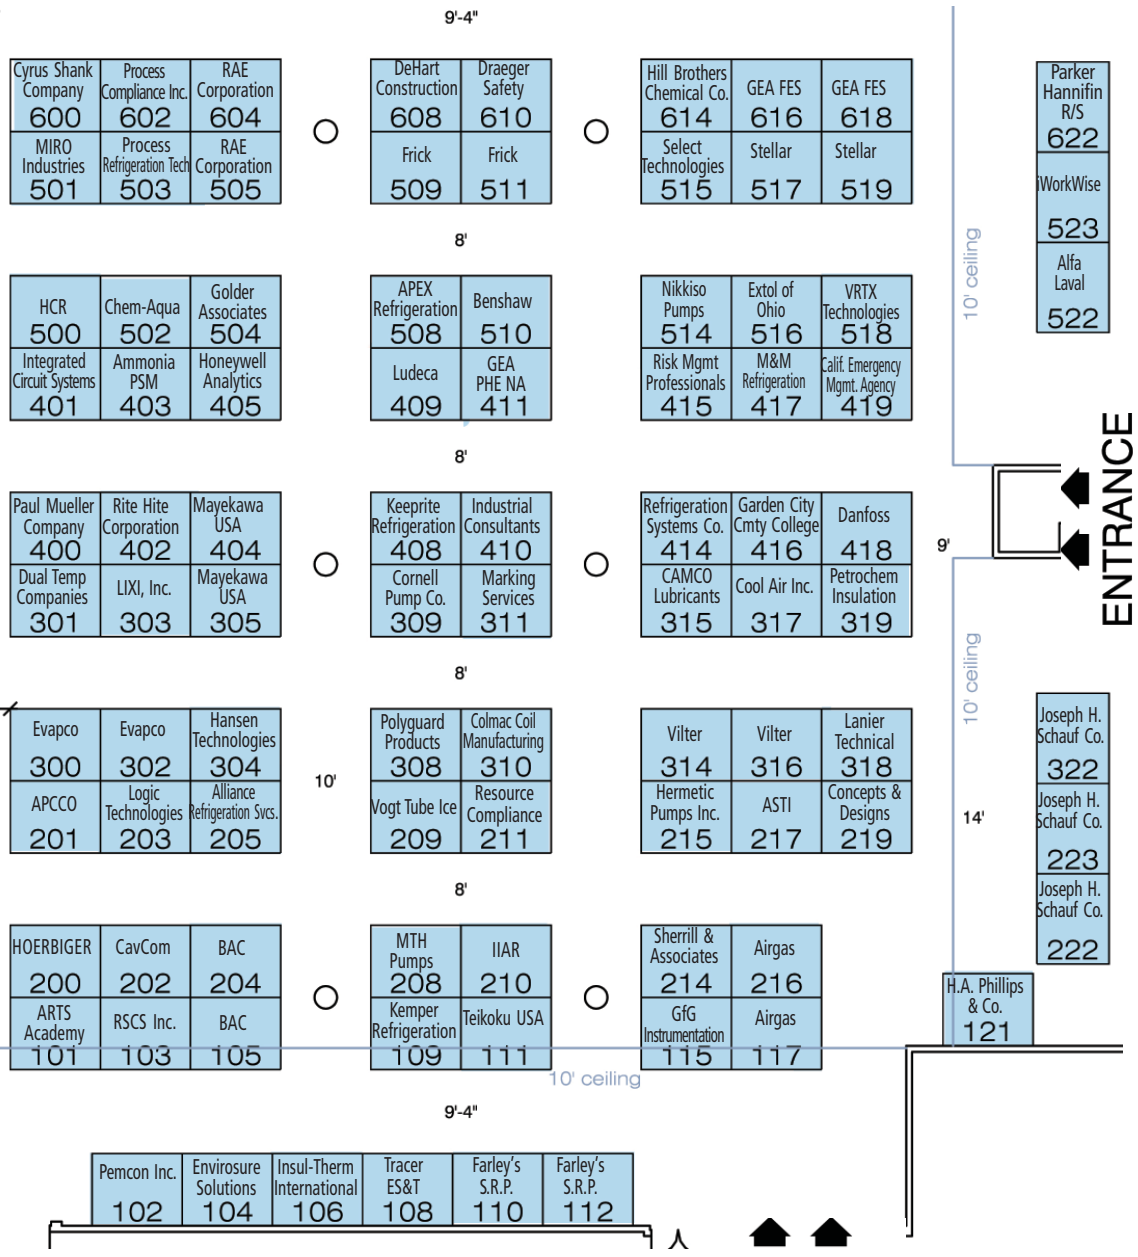 9'-4"
Cyrus Shank
Company
600
Process
Compliance Inc.
602
RAE
Corporation
604
MIRO
Industries
501
Process
Refrigeration Tech
503
RAE
Corporation
505
DeHart
Construction
608
Draeger
Safety
610
Frick
509
Frick
511
Hill Brothers
Chemical Co.
614
GEA FES
616
GEA FES
618
Select
Technologies
515
Stellar
517
Stellar
519
Parker
Hannifin
R/S
622
iWorkWise
523
Alfa
Laval
522
8'
10' ceiling
HCR
500
Chem-Aqua
502
Golder
Associates
504
Integrated
Circuit Systems
401
Ammonia
PSM
403
Honeywell
Analytics
405
APEX
Refrigeration
508
Benshaw
510
Ludeca
409
GEA
PHE NA
411
Nikkiso
Pumps
514
Extol of
Ohio
516
VRTX
Technologies
518
Risk Mgmt
Professionals
415
M&M
Refrigeration
417
Calif. Emergency
Mgmt. Agency
419
8'
ENTRANCE
Paul Mueller
Company
400
Rite Hite
Corporation
402
Mayekawa
USA
404
Dual Temp
Companies
301
LIXI, Inc.
303
Mayekawa
USA
305
Keeprite
Refrigeration
408
Industrial
Consultants
410
Cornell
Pump Co.
309
Marking
Services
311
Refrigeration
Systems Co.
414
Garden City
Cmty College
416
Danfoss
418
CAMCO
Lubricants
315
Cool Air Inc.
317
Petrochem
Insulation
319
9'
8'
10' ceiling
Evapco
300
Evapco
302
Hansen
Technologies
304
APCCO
201
Logic
Technologies
203
Alliance
Refrigeration Svcs.
205
10'
Polyguard
Products
308
Colmac Coil
Manufacturing
310
Vogt Tube Ice
209
Resource
Compliance
211
Vilter
314
Vilter
316
Lanier
Technical
318
Hermetic
Pumps Inc.
215
ASTI
217
Concepts &
Designs
219
14'
Joseph H.
Schauf Co.
322
Joseph H.
Schauf Co.
223
Joseph H.
Schauf Co.
222
8'
HOERBIGER
200
CavCom
202
BAC
204
ARTS
Academy
101
RSCS Inc.
103
BAC
105
MTH
Pumps
208
IIAR
210
Kemper
Refrigeration
109
Teikoku USA
111
Sherrill &
Associates
214
Airgas
216
GfG
Instrumentation
115
Airgas
117
H.A. Phillips
& Co.
121
10' ceiling
9'-4"
Pemcon Inc.
102
Envirosure
Solutions
104
Insul-Therm
International
106
Tracer
ES&T
108
Farley's
S.R.P.
110
Farley's
S.R.P.
112